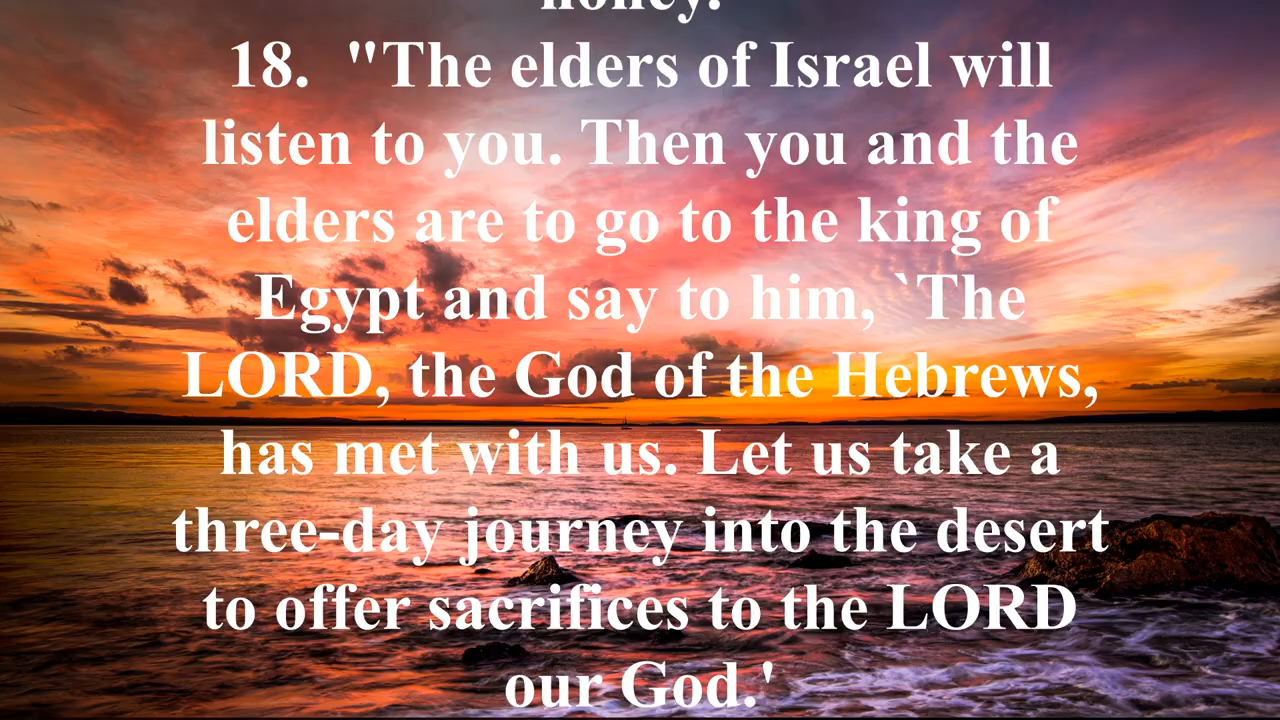 honey.'
18.  "The elders of Israel will
listen to you. Then you and the
elders are to go to the king of
Egypt and say to him, `The
LORD, the God of the Hebrews,
has met with us. Let us take a
three-day journey into the desert
to offer sacrifices to the LORD
our God.'